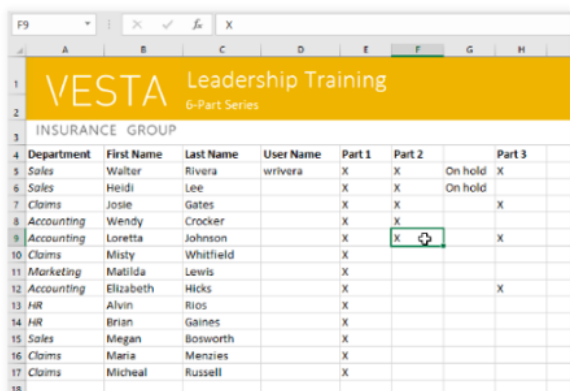 F9 fx X
A B C D E F G H
1 VESTA Leadership Training
2 6-Part Series
3 INSURANCE GROUP
4 Department First Name Last Name User Name Part 1 Part 2 Part 3
5 Sales Walter Rivera wrivera X X On hold X
6 Sales Heidi Lee X X On hold
7 Claims Josie Gates X X X
8 Accounting Wendy Crocker X X
9 Accounting Loretta Johnson X X X
10 Claims Misty Whitfield X
11 Marketing Matilda Lewis X
12 Accounting Elizabeth Hicks X X
13 HR Alvin Rios X
14 HR Brian Gaines X
15 Sales Megan Bosworth X
16 Claims Maria Menzies X
17 Claims Micheal Russell X
18